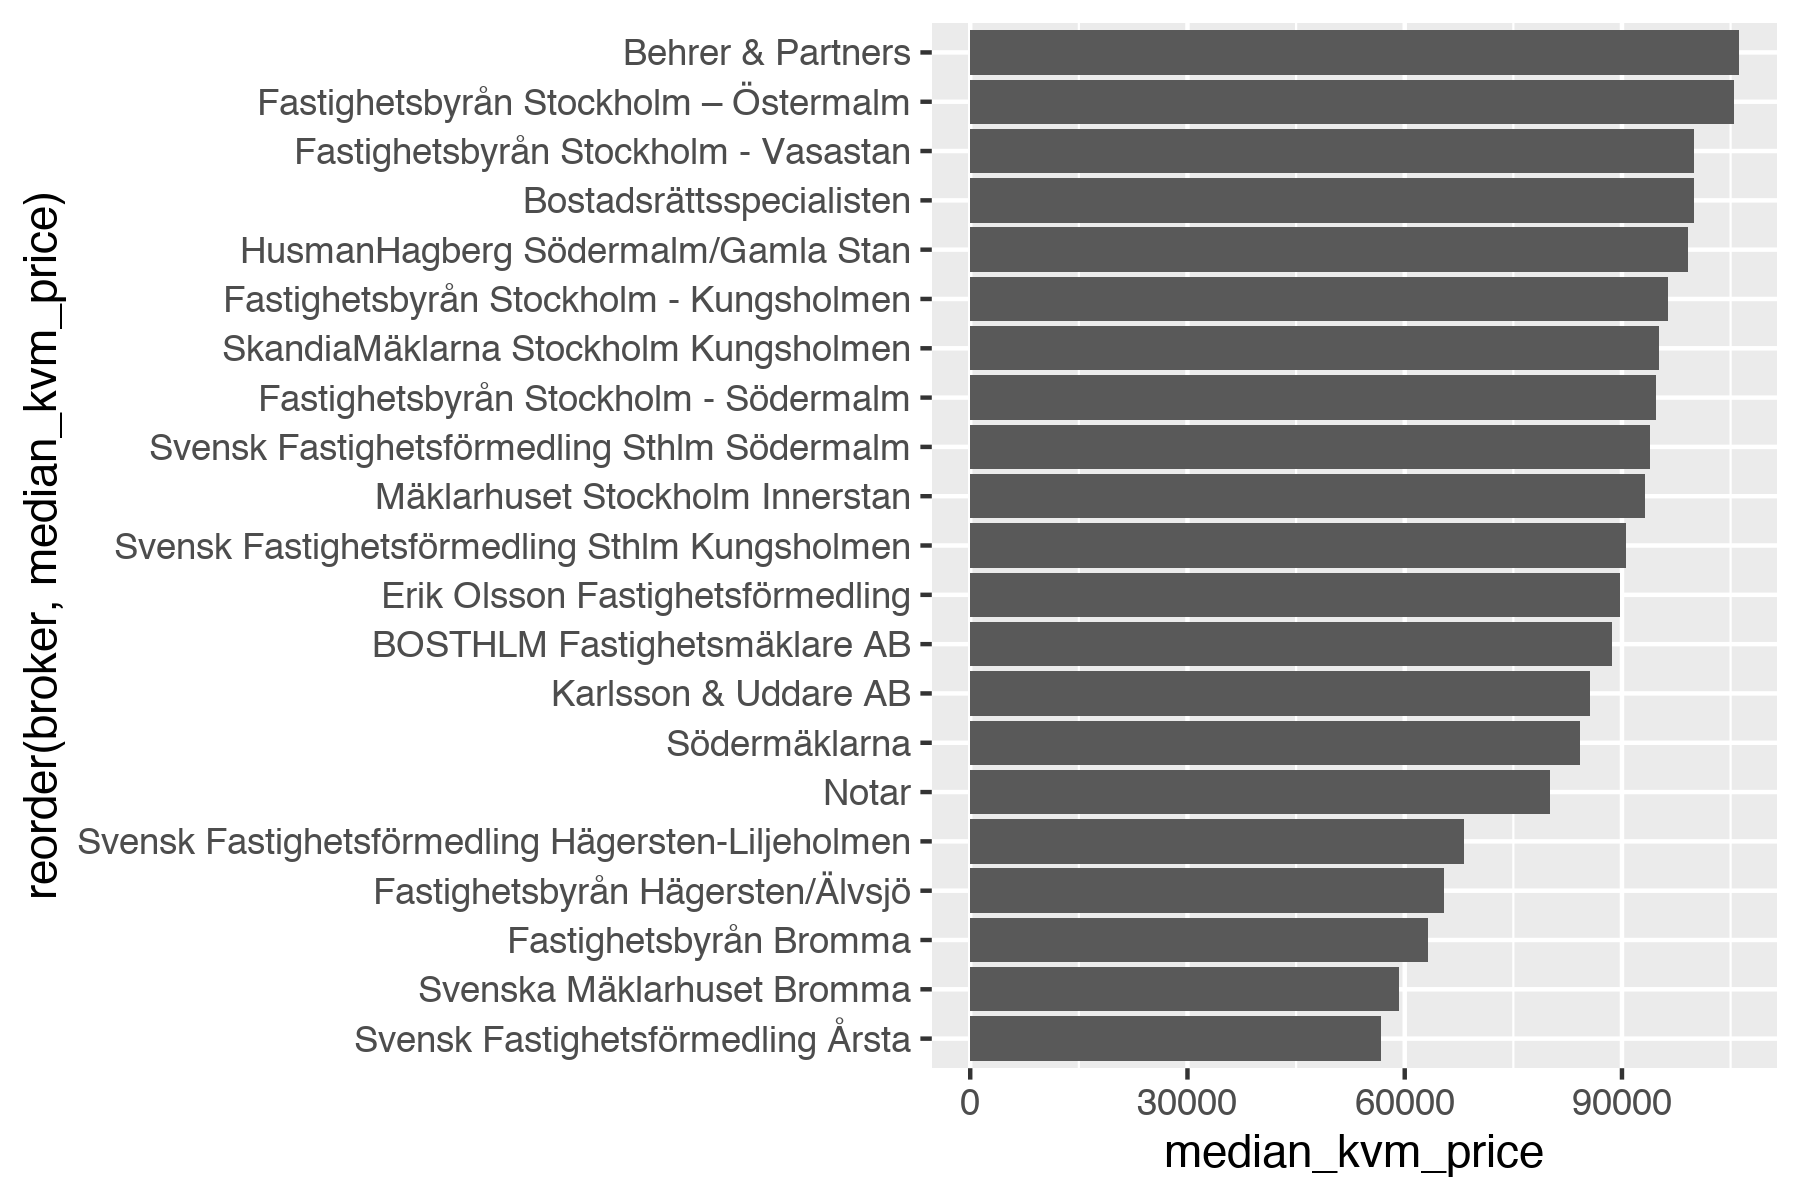 reorder(broker, median_kvm_price)
Behrer & Partners
Fastighetsbyrån Stockholm – Östermalm
Fastighetsbyrån Stockholm - Vasastan
Bostadsrättsspecialisten
HusmanHagberg Södermalm/Gamla Stan
Fastighetsbyrån Stockholm - Kungsholmen
SkandiaMäklarna Stockholm Kungsholmen
Fastighetsbyrån Stockholm - Södermalm
Svensk Fastighetsförmedling Sthlm Södermalm
Mäklarhuset Stockholm Innerstan
Svensk Fastighetsförmedling Sthlm Kungsholmen
Erik Olsson Fastighetsförmedling
BOSTHLM Fastighetsmäklare AB
Karlsson & Uddare AB
Södermäklarna
Notar
Svensk Fastighetsförmedling Hägersten-Liljeholmen
Fastighetsbyrån Hägersten/Älvsjö
Fastighetsbyrån Bromma
Svenska Mäklarhuset Bromma
Svensk Fastighetsförmedling Årsta
0 30000 60000 90000
median_kvm_price